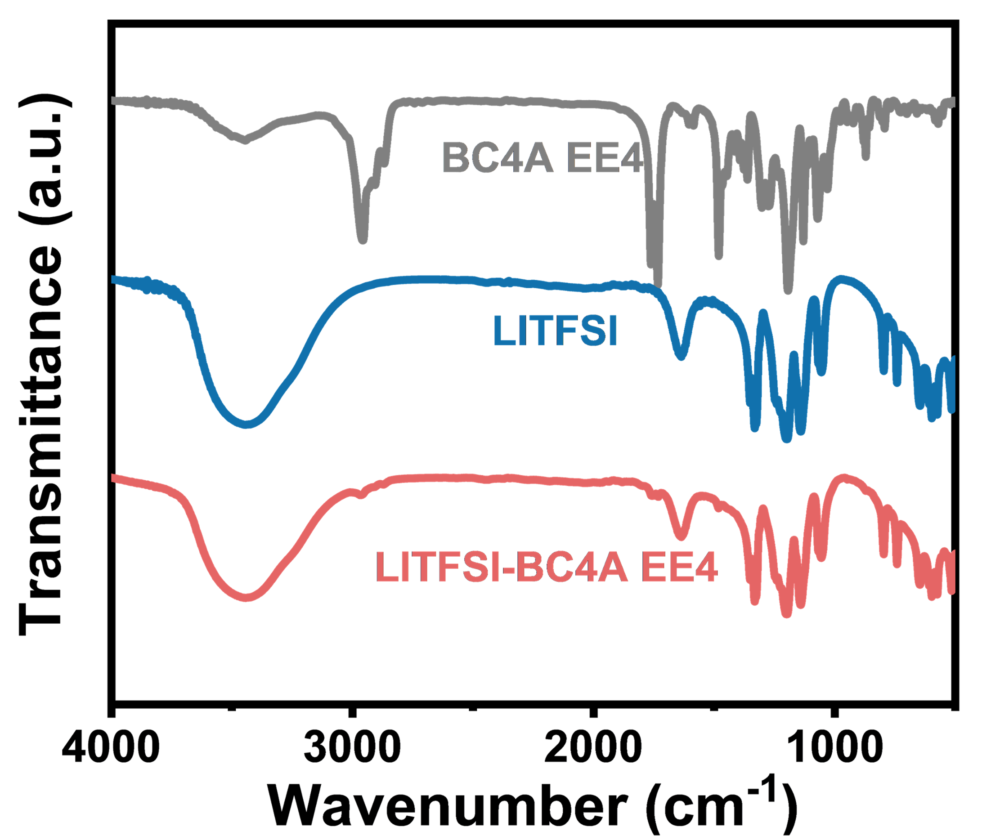 Transmittance (a.u.)
BC4A EE4
LITFSI
LITFSI-BC4A EE4
4000 3000 2000 1000
Wavenumber (cm-1)